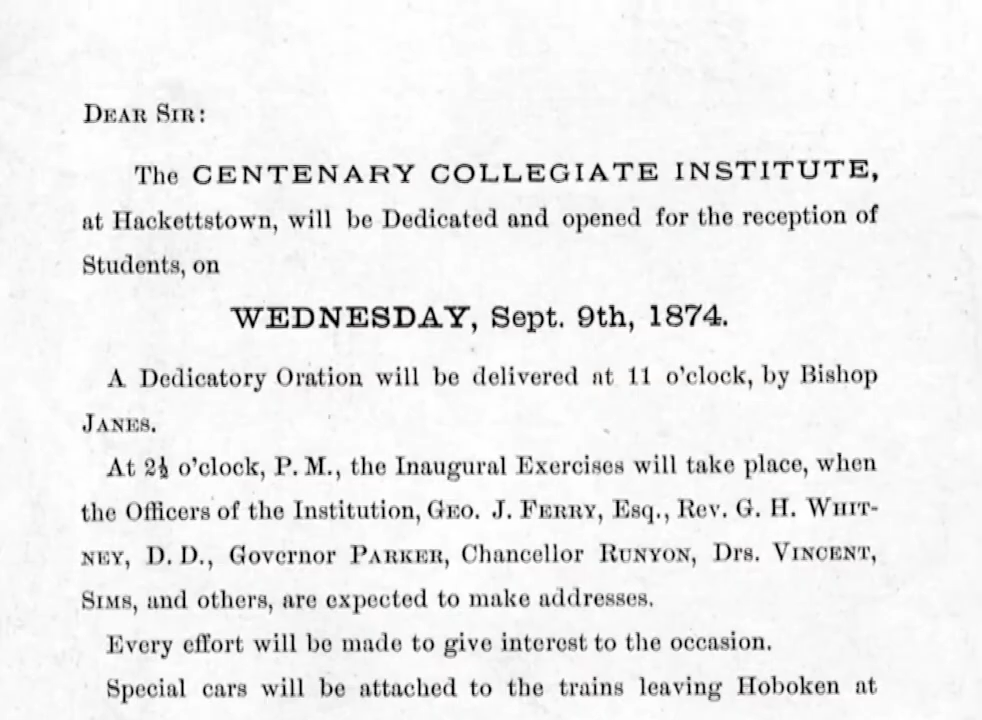 DEAR SIR:
The CENTENARY COLLEGIATE INSTITUTE,
at Hackettstown, will be Dedicated and opened for the reception of
Students, on
WEDNESDAY, Sept. 9th, 1874.
A Dedicatory Oration will be delivered at 11 o'clock, by Bishop
JANES.
At 2½ o'clock, P. M., the Inaugural Exercises will take place, when
the Officers of the Institution, GEO. J. FERRY, Esq., Rev. G. H. WHIT-
NEY, D. D., Governor PARKER, Chancellor RUNYON, Drs. VINCENT,
SIMS, and others, are expected to make addresses.
Every effort will be made to give interest to the occasion.
Special cars will be attached to the trains leaving Hoboken at